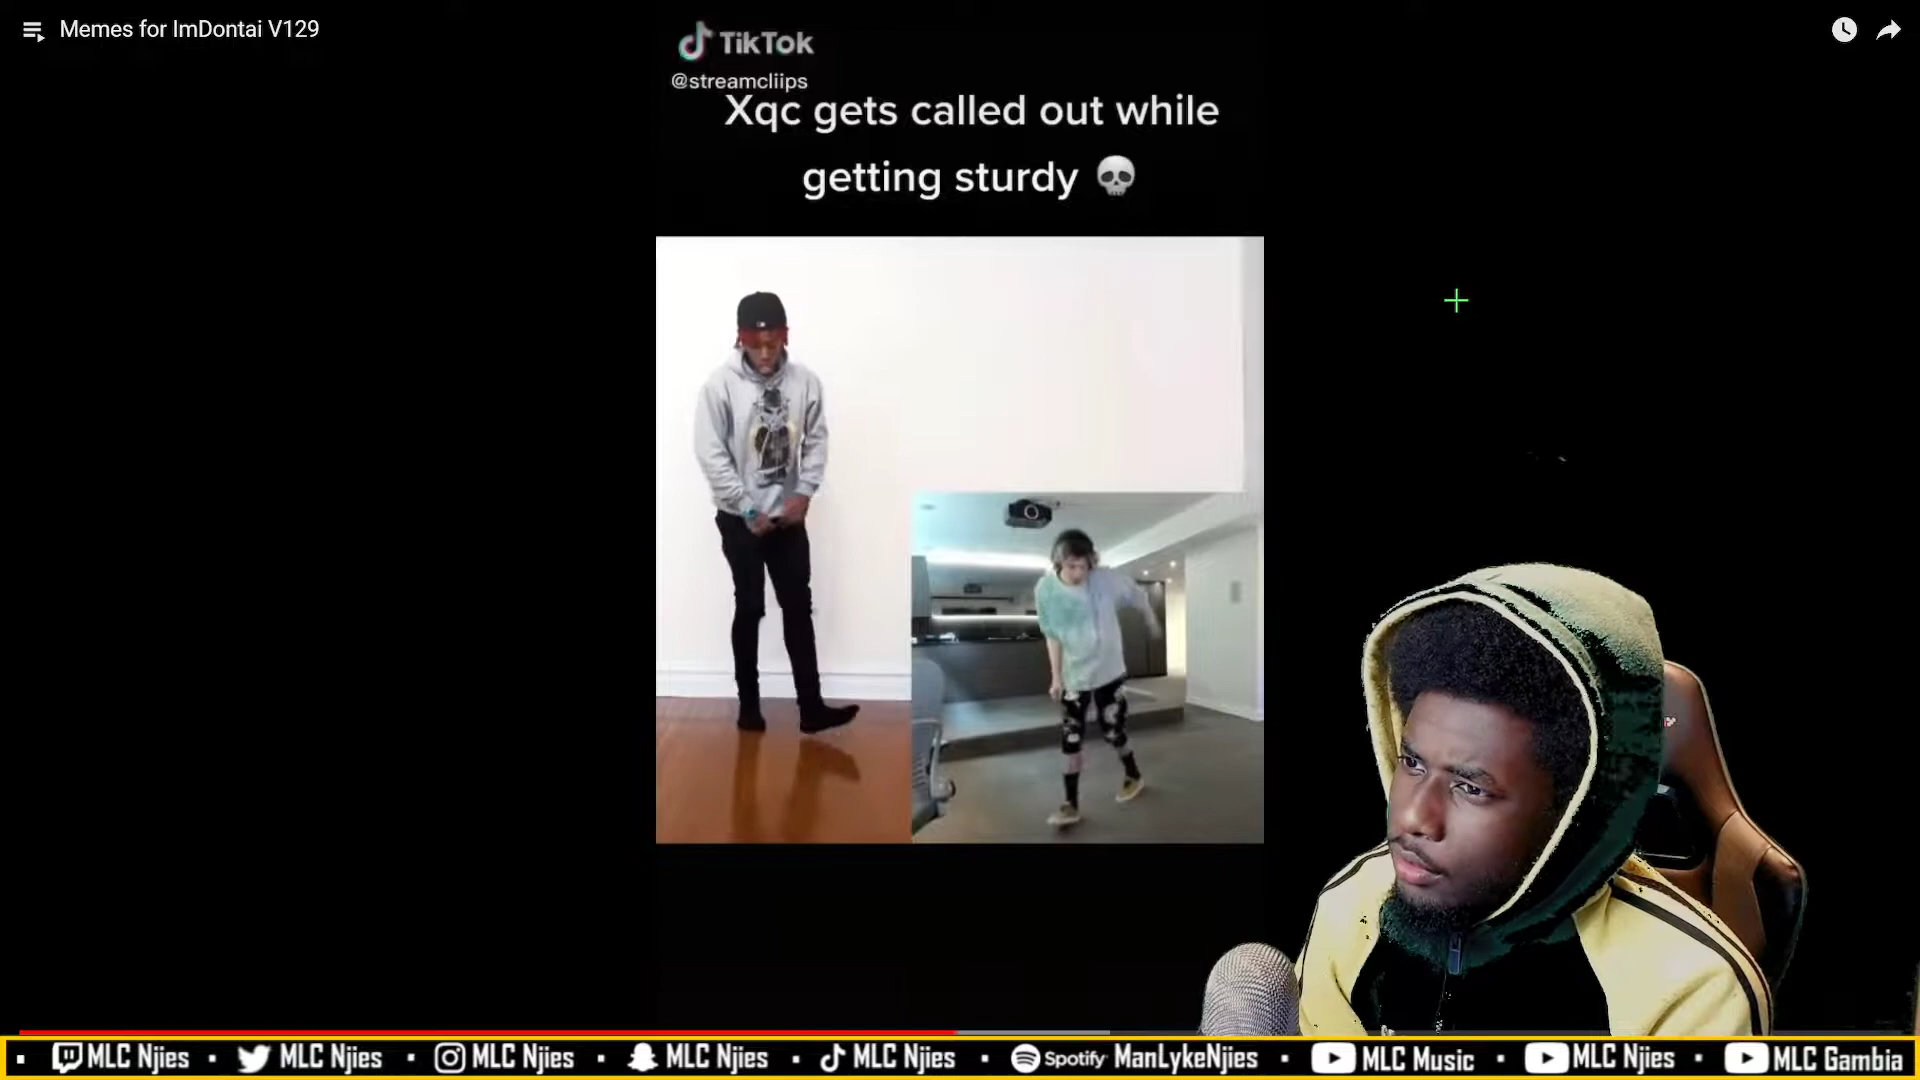 Memes for ImDontai V129
TikTok
@streamcliips
Xqc gets called out while
getting sturdy 💀
MLC Njies · MLC Njies · MLC Njies · MLC Njies · MLC Njies · Spotify ManLykeNjies · MLC Music · MLC Njies · MLC Gambia